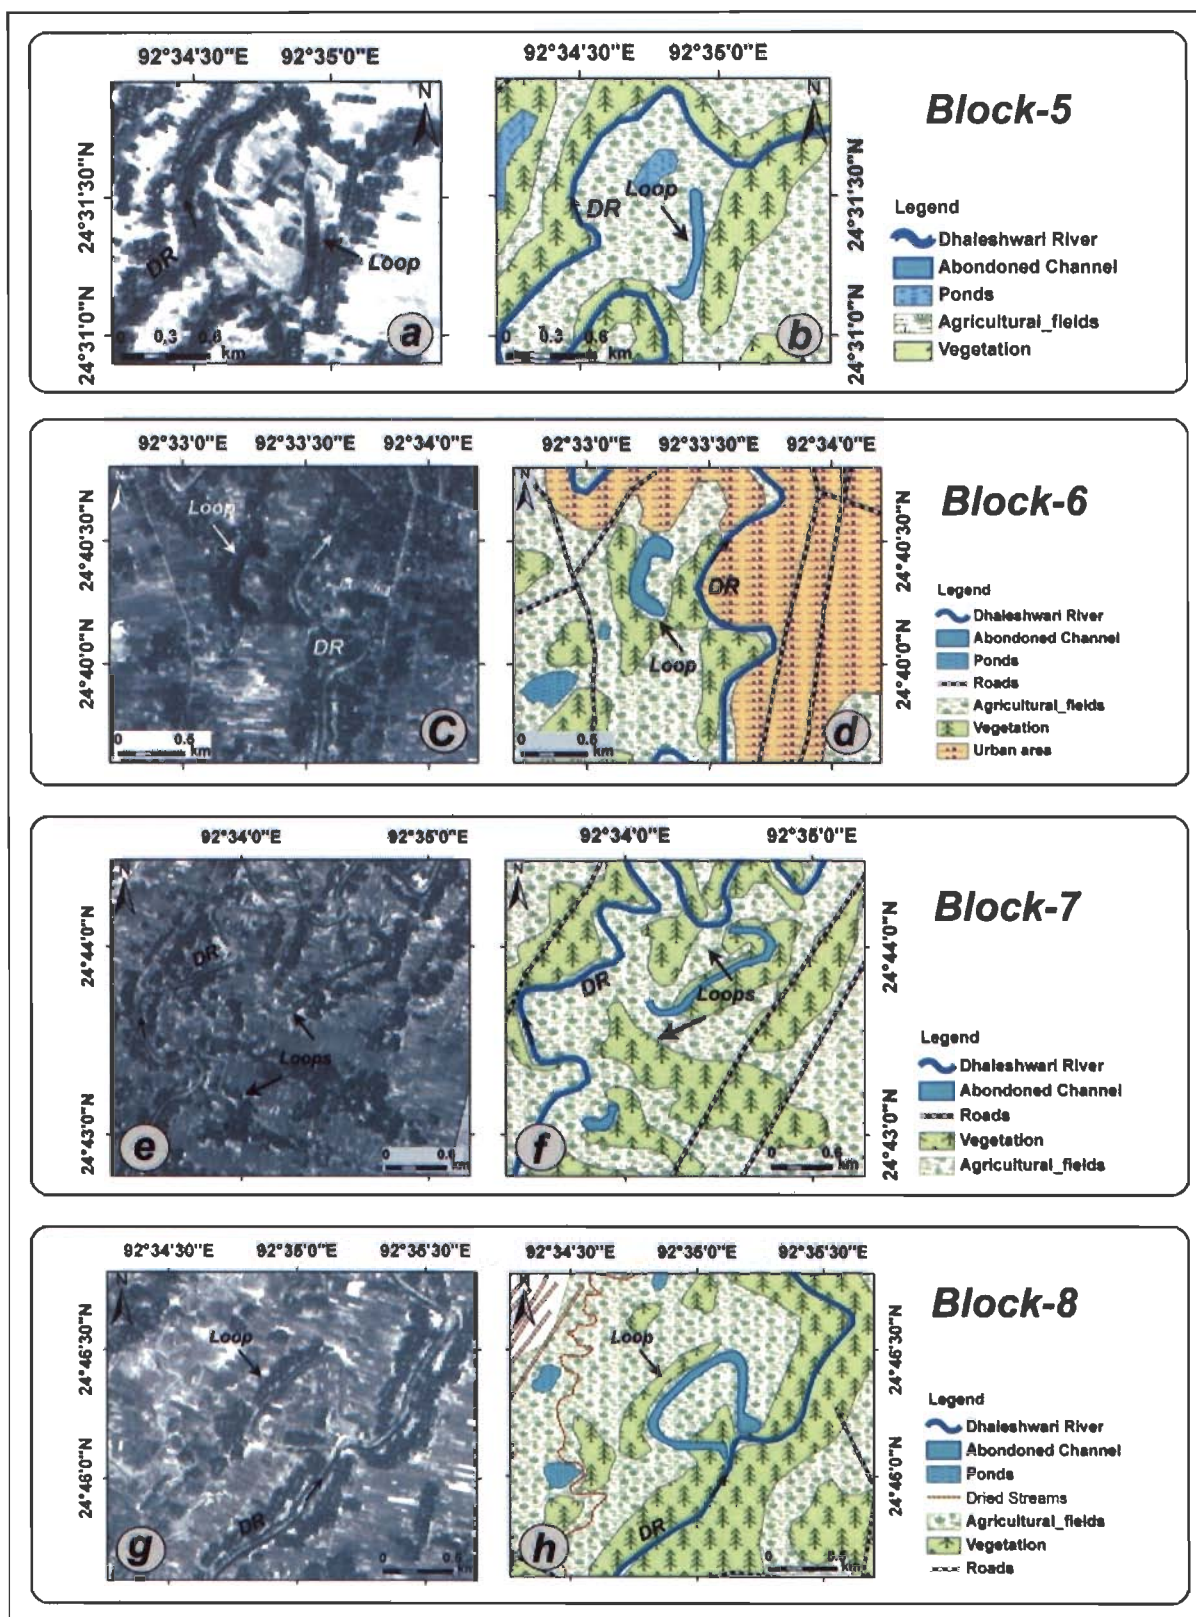 92°34'30"E 92°35'0"E 92°34'30"E 92°35'0"E
Block-5
24°31'30"N
24°31'0"N
N
DR
Loop
0 0.3 0.6
km
a
N
Loop
DR
0 0.3 0.6
km
b
24°31'30"N
24°31'0"N
Legend
Dhaleshwari River
Abondoned Channel
Ponds
Agricultural_fields
Vegetation
92°33'0"E 92°33'30"E 92°34'0"E 92°33'0"E 92°33'30"E 92°34'0"E
Block-6
24°40'30"N
24°40'0"N
N
Loop
DR
0 0.6
km
C
N
DR
Loop
0 0.6
km
d
24°40'30"N
24°40'0"N
Legend
Dhaleshwari River
Abondoned Channel
Ponds
Roads
Agricultural_fields
Vegetation
Urban area
92°34'0"E 92°35'0"E 92°34'0"E 92°35'0"E
Block-7
24°44'0"N
24°43'0"N
N
DR
Loops
e
0 0.6
km
N
DR
Loops
f
0 0.6
km
24°44'0"N
24°43'0"N
Legend
Dhaleshwari River
Abondoned Channel
Roads
Vegetation
Agricultural_fields
92°34'30"E 92°35'0"E 92°35'30"E 92°34'30"E 92°35'0"E 92°35'30"E
Block-8
24°46'30"N
24°46'0"N
N
Loop
DR
g
0 0.6
km
N
Loop
DR
h
0 0.6
km
24°46'30"N
24°46'0"N
Legend
Dhaleshwari River
Abondoned Channel
Ponds
Dried Streams
Agricultural_fields
Vegetation
Roads